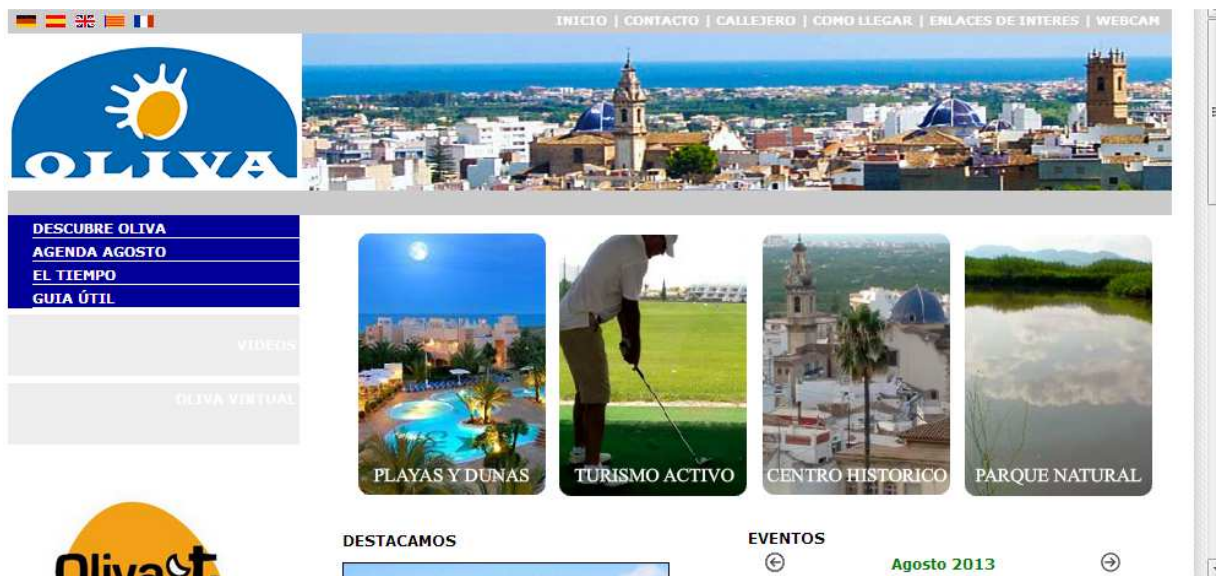 INICIO | CONTACTO | CALLEJERO | COMO LLEGAR | ENLACES DE INTERES | WEBCAM
OLIVA
DESCUBRE OLIVA
AGENDA AGOSTO
EL TIEMPO
GUIA ÚTIL
VIDEOS
OLIVA VIRTUAL
PLAYAS Y DUNAS
TURISMO ACTIVO
CENTRO HISTORICO
PARQUE NATURAL
Oliva
DESTACAMOS
EVENTOS
Agosto 2013